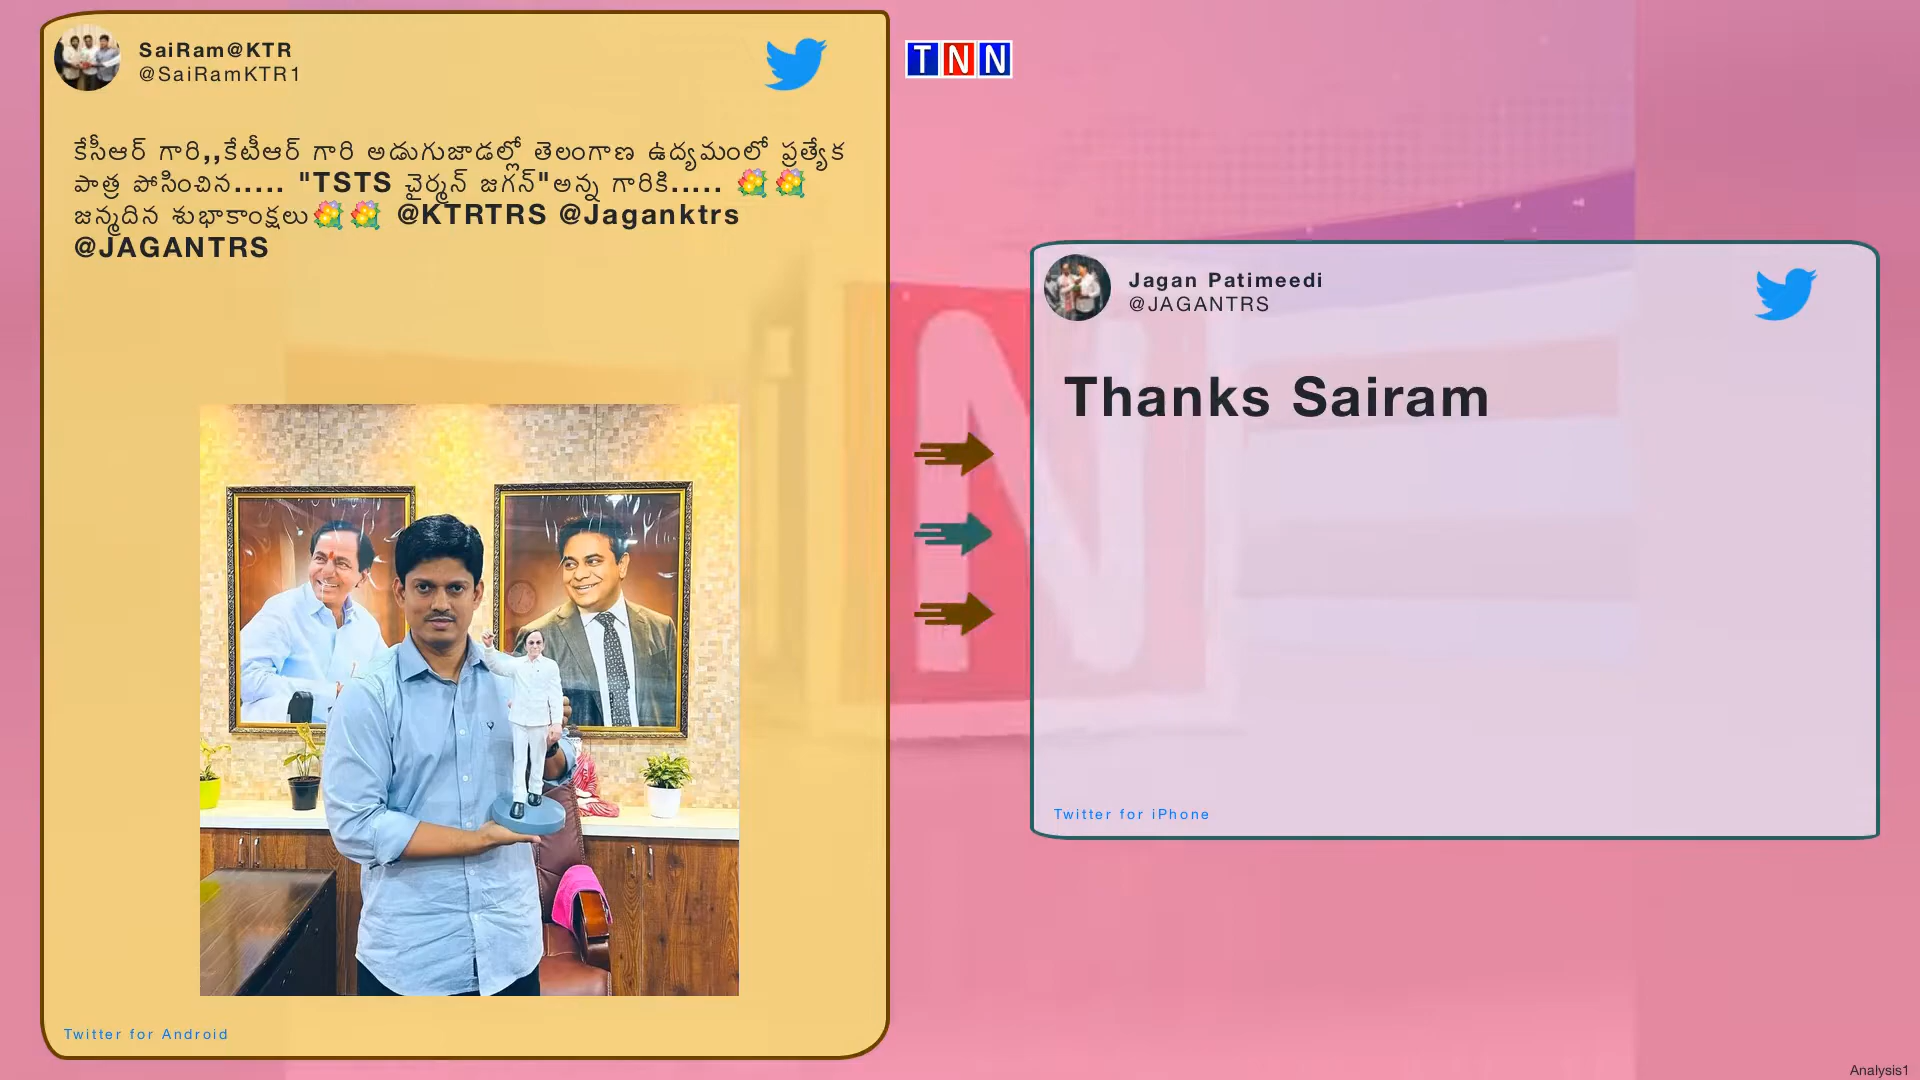 SaiRam@KTR
@SaiRamKTR1
TNN
కేసీఆర్ గారి,,కేటీఆర్ గారి అడుగుజాడల్లో తెలంగాణ ఉద్యమంలో ప్రత్యేక
పాత్ర పోసించిన..... "TSTS చైర్మన్ జగన్"అన్న గారికి..... 💐💐
జన్మదిన శుభాకాంక్షలు💐💐 @KTRTRS @Jaganktrs
@JAGANTRS
Twitter for Android
Jagan Patimeedi
@JAGANTRS
Thanks Sairam
Twitter for iPhone
Analysis1